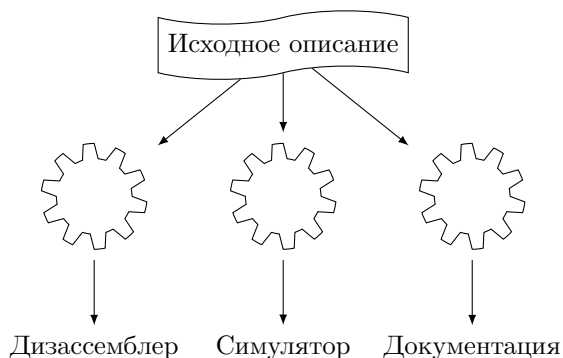 Исходное описание
Дизассемблер Симулятор Документация